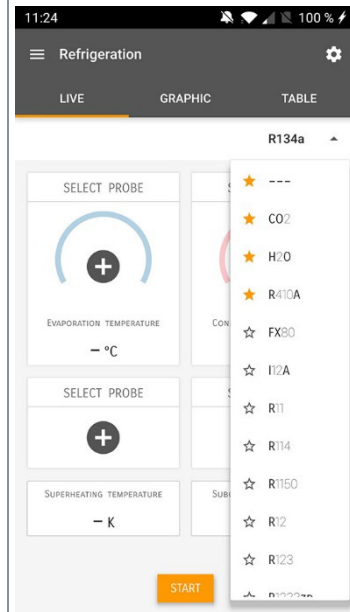 11:24 100 %
Refrigeration
LIVE GRAPHIC TABLE
R134a
SELECT PROBE
---
CO2
H2O
R410A
EVAPORATION TEMPERATURE
– °C
FX80
I12A
SELECT PROBE
R11
R114
R1150
SUPERHEATING TEMPERATURE
– K
R12
R123
START